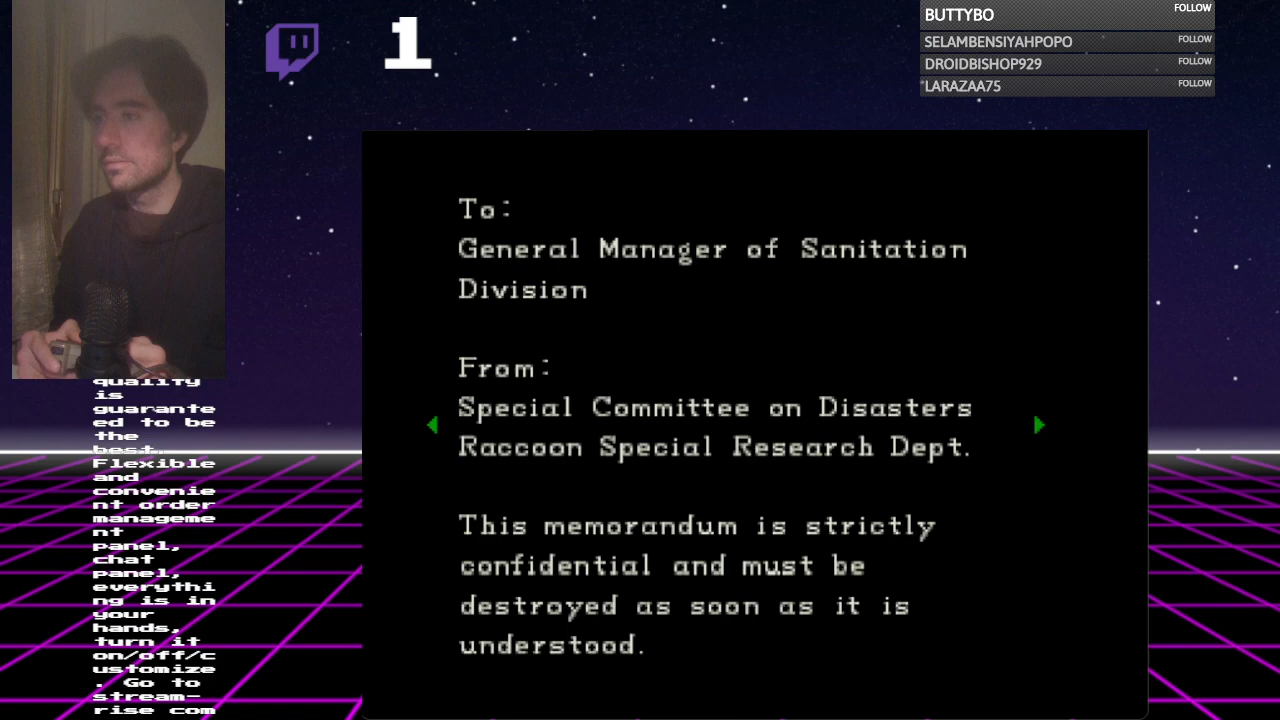 1
BUTTYBO FOLLOW
SELAMBENSIYAHPOPO FOLLOW
DROIDBISHOP929 FOLLOW
LARAZAA75 FOLLOW
To:
General Manager of Sanitation
Division
From:
Special Committee on Disasters
Raccoon Special Research Dept.
This memorandum is strictly
confidential and must be
destroyed as soon as it is
understood.
quality
is
guarante
ed to be
the
best.
Flexible
and
convenie
nt order
manageme
nt
panel,
chat
panel,
everythi
ng is in
your
hands,
turn it
on/off/c
ustomize
. Go to
stream-
rise com